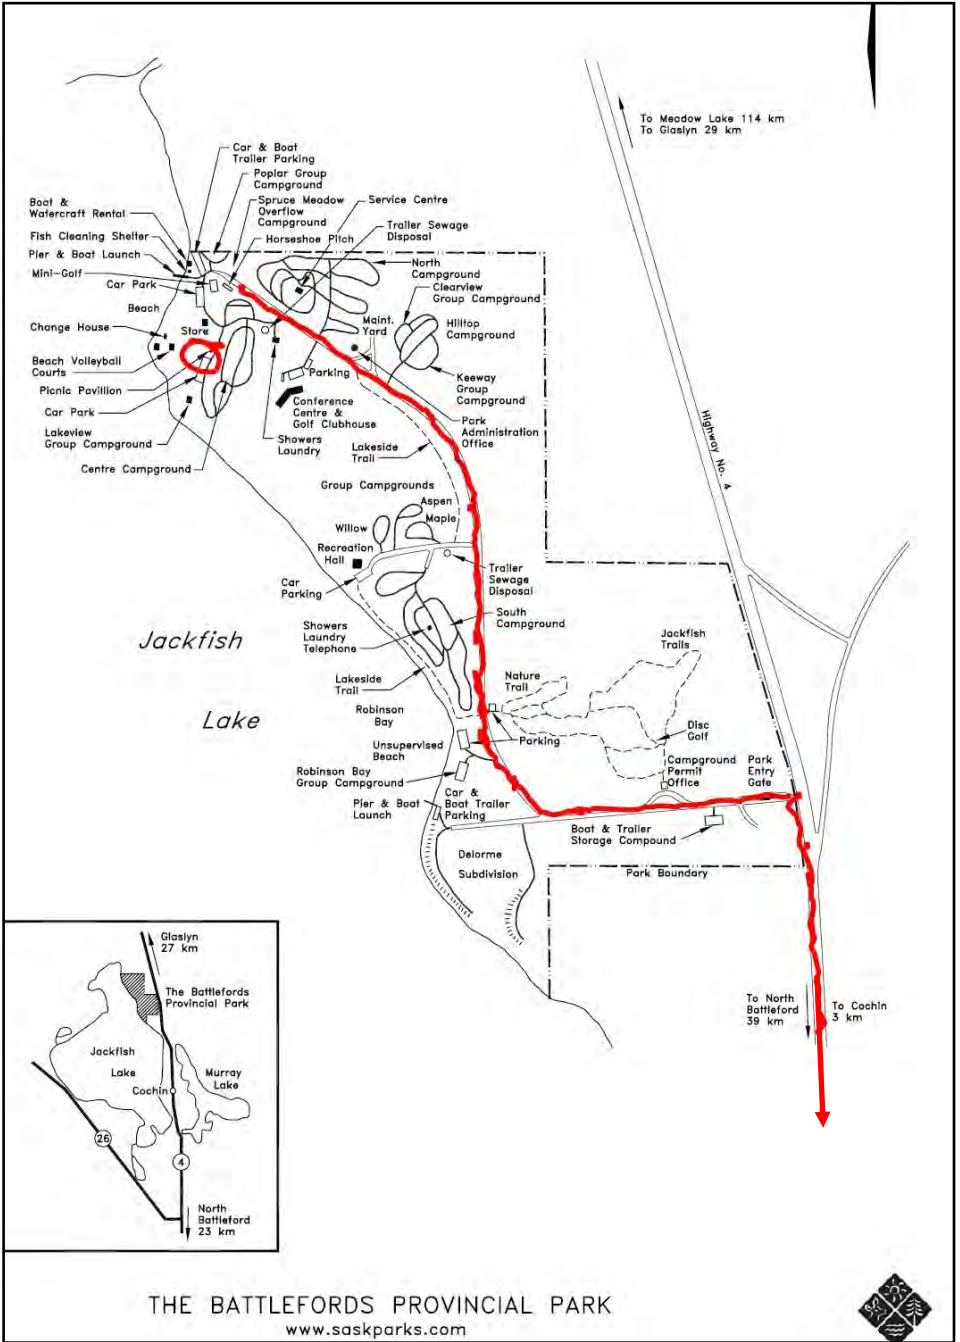 To Meadow Lake 114 km
To Glaslyn 29 km
Car & Boat
Trailer Parking
Poplar Group
Campground
Spruce Meadow
Overflow
Campground
Service Centre
Trailer Sewage
Disposal
Horseshoe Pitch
Boat &
Watercraft Rental
Fish Cleaning Shelter
Pier & Boat Launch
Mini-Golf
Car Park
Beach
Change House
Store
Beach Volleyball
Courts
Picnic Pavillion
Car Park
Lakeview
Group Campground
Centre Campground
North
Campground
Clearview
Group Campground
Maint.
Yard
Hilltop
Campground
Parking
Keeway
Group
Campground
Conference
Centre &
Golf Clubhouse
Showers
Laundry
Park
Administration
Office
Lakeside
Trail
Highway No. 4
Group Campgrounds
Aspen
Maple
Willow
Recreation
Hall
Car
Parking
Trailer
Sewage
Disposal
South
Campground
Showers
Laundry
Telephone
Jackfish
Lake
Lakeside
Trail
Robinson
Bay
Nature
Trail
Jackfish
Trails
Unsupervised
Beach
Parking
Disc
Golf
Robinson Bay
Group Campground
Campground
Permit
Office
Park
Entry
Gate
Pier & Boat
Launch
Car &
Boat Trailer
Parking
Boat & Trailer
Storage Compound
Delorme
Subdivision
Park Boundary
To North
Battleford
39 km
To Cochin
3 km
Glaslyn
27 km
The Battlefords
Provincial Park
Jackfish
Lake
Murray
Lake
Cochin
26
4
North
Battleford
23 km
THE BATTLEFORDS PROVINCIAL PARK
www.saskparks.com